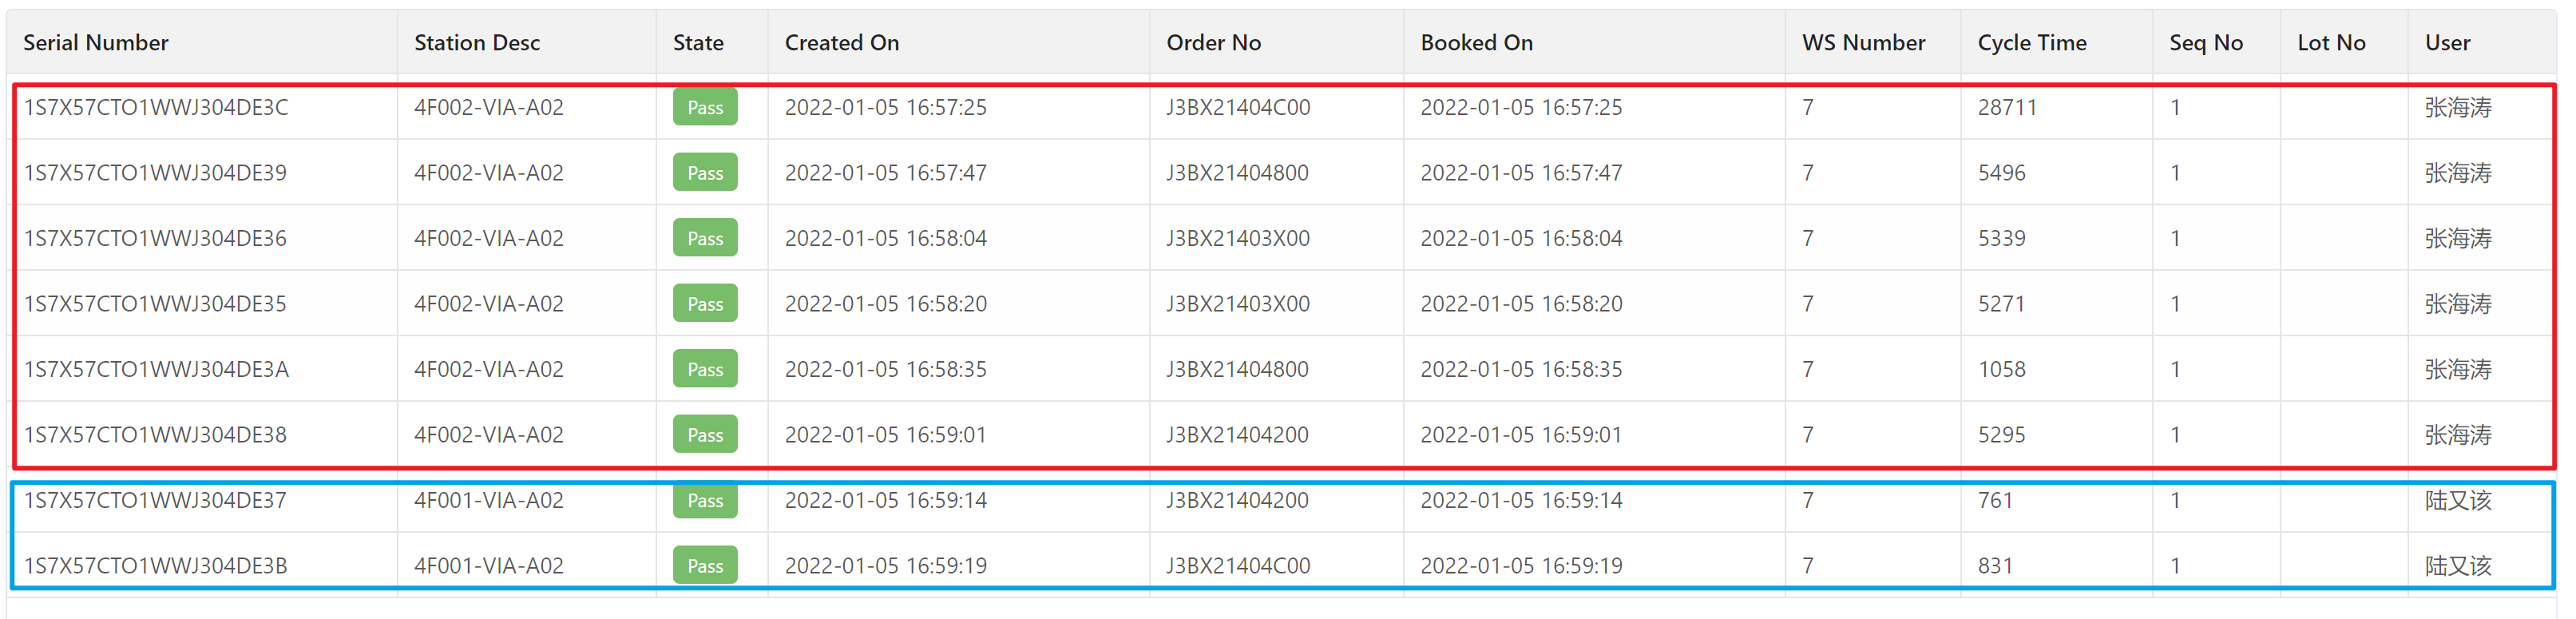 Serial Number Station Desc State Created On Order No Booked On WS Number Cycle Time Seq No Lot No User
1S7X57CTO1WWJ304DE3C 4F002-VIA-A02 Pass 2022-01-05 16:57:25 J3BX21404C00 2022-01-05 16:57:25 7 28711 1 张海涛
1S7X57CTO1WWJ304DE39 4F002-VIA-A02 Pass 2022-01-05 16:57:47 J3BX21404800 2022-01-05 16:57:47 7 5496 1 张海涛
1S7X57CTO1WWJ304DE36 4F002-VIA-A02 Pass 2022-01-05 16:58:04 J3BX21403X00 2022-01-05 16:58:04 7 5339 1 张海涛
1S7X57CTO1WWJ304DE35 4F002-VIA-A02 Pass 2022-01-05 16:58:20 J3BX21403X00 2022-01-05 16:58:20 7 5271 1 张海涛
1S7X57CTO1WWJ304DE3A 4F002-VIA-A02 Pass 2022-01-05 16:58:35 J3BX21404800 2022-01-05 16:58:35 7 1058 1 张海涛
1S7X57CTO1WWJ304DE38 4F002-VIA-A02 Pass 2022-01-05 16:59:01 J3BX21404200 2022-01-05 16:59:01 7 5295 1 张海涛
1S7X57CTO1WWJ304DE37 4F001-VIA-A02 Pass 2022-01-05 16:59:14 J3BX21404200 2022-01-05 16:59:14 7 761 1 陆又该
1S7X57CTO1WWJ304DE3B 4F001-VIA-A02 Pass 2022-01-05 16:59:19 J3BX21404C00 2022-01-05 16:59:19 7 831 1 陆又该